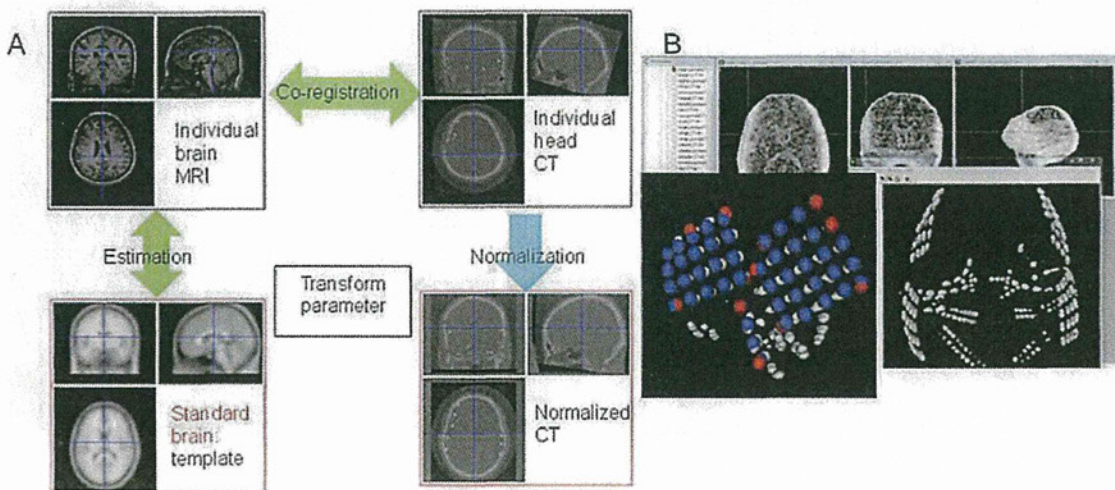 A
Individual
brain
MRI
Co-registration
Individual
head
CT
Estimation
Transform
parameter
Normalization
Standard
brain
template
Normalized
CT
B